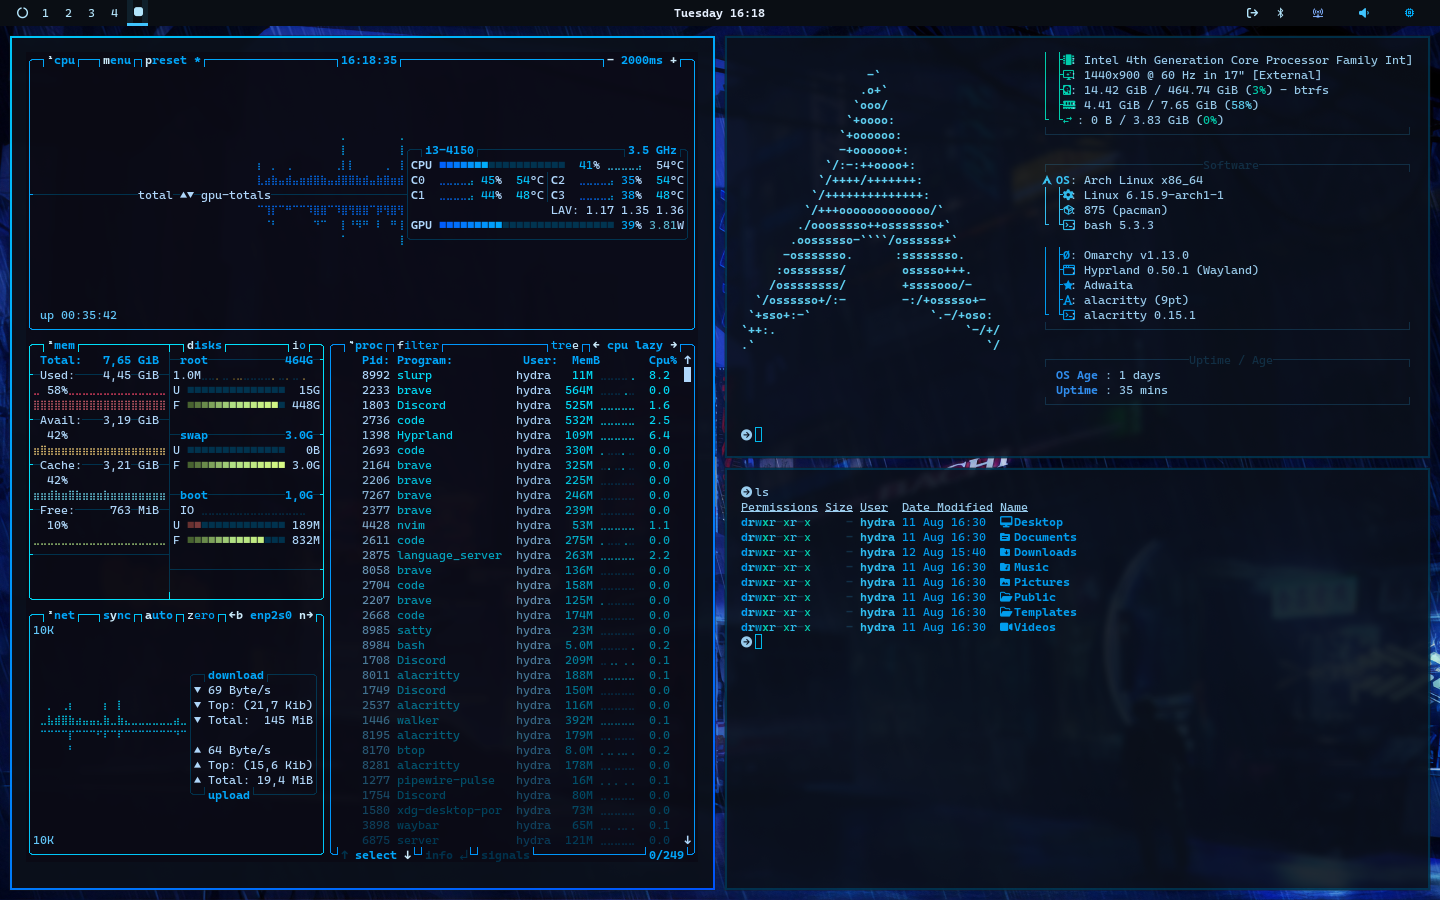 1 2 3 4
Tuesday 16:18
¹cpu menu preset * 16:18:35 − 2000ms +
i3-4150 3.5 GHz
CPU 41% 54°C
C0 45% 54°C C2 35% 54°C
C1 44% 48°C C3 38% 48°C
LAV: 1.17 1.35 1.36
GPU 39% 3.81W
total ▲▼ gpu-totals
up 00:35:42
²mem disks io
Total: 7,65 GiB
Used: 4,45 GiB
58%
Avail: 3,19 GiB
42%
Cache: 3,21 GiB
42%
Free: 763 MiB
10%
root 464G
1.0M
U 15G
F 448G
swap 3.0G
U 0B
F 3.0G
boot 1,0G
IO
U 189M
F 832M
³net sync auto zero ←b enp2s0 n→
10K
download
▼ 69 Byte/s
▼ Top: (21,7 Kib)
▼ Total: 145 MiB
▲ 64 Byte/s
▲ Top: (15,6 Kib)
▲ Total: 19,4 MiB
upload
10K
⁴proc filter tree ← cpu lazy →
Pid: Program: User: MemB Cpu% ↑
8992 slurp hydra 11M 8.2
2233 brave hydra 564M 0.0
1803 Discord hydra 525M 1.6
2736 code hydra 532M 2.5
1398 Hyprland hydra 109M 6.4
2693 code hydra 330M 0.0
2164 brave hydra 325M 0.0
2206 brave hydra 225M 0.0
7267 brave hydra 246M 0.0
2377 brave hydra 239M 0.0
4428 nvim hydra 53M 1.1
2611 code hydra 275M 0.0
2875 language_server hydra 263M 2.2
8058 brave hydra 136M 0.0
2704 code hydra 158M 0.0
2207 brave hydra 125M 0.0
2668 code hydra 174M 0.0
8985 satty hydra 23M 0.0
8984 bash hydra 5.0M 0.2
1708 Discord hydra 209M 0.1
8011 alacritty hydra 188M 0.1
1749 Discord hydra 150M 0.0
2537 alacritty hydra 116M 0.0
1446 walker hydra 392M 0.1
8195 alacritty hydra 179M 0.0
8170 btop hydra 8.0M 0.2
8281 alacritty hydra 178M 0.0
1277 pipewire-pulse hydra 16M 0.1
1754 Discord hydra 80M 0.0
1580 xdg-desktop-por hydra 73M 0.0
3898 waybar hydra 65M 0.1
6875 server hydra 121M 0.0 ↓
↑ select ↓ info ↵ signals 0/249
Intel 4th Generation Core Processor Family Int]
1440x900 @ 60 Hz in 17" [External]
: 14.42 GiB / 464.74 GiB (3%) - btrfs
4.41 GiB / 7.65 GiB (58%)
: 0 B / 3.83 GiB (0%)
Software
OS: Arch Linux x86_64
Linux 6.15.9-arch1-1
: 875 (pacman)
bash 5.3.3
: Omarchy v1.13.0
Hyprland 0.50.1 (Wayland)
: Adwaita
: alacritty (9pt)
alacritty 0.15.1
Uptime / Age
OS Age : 1 days
Uptime : 35 mins
ls
Permissions Size User Date Modified Name
drwxr-xr-x - hydra 11 Aug 16:30 Desktop
drwxr-xr-x - hydra 11 Aug 16:30 Documents
drwxr-xr-x - hydra 12 Aug 15:40 Downloads
drwxr-xr-x - hydra 11 Aug 16:30 Music
drwxr-xr-x - hydra 11 Aug 16:30 Pictures
drwxr-xr-x - hydra 11 Aug 16:30 Public
drwxr-xr-x - hydra 11 Aug 16:30 Templates
drwxr-xr-x - hydra 11 Aug 16:30 Videos